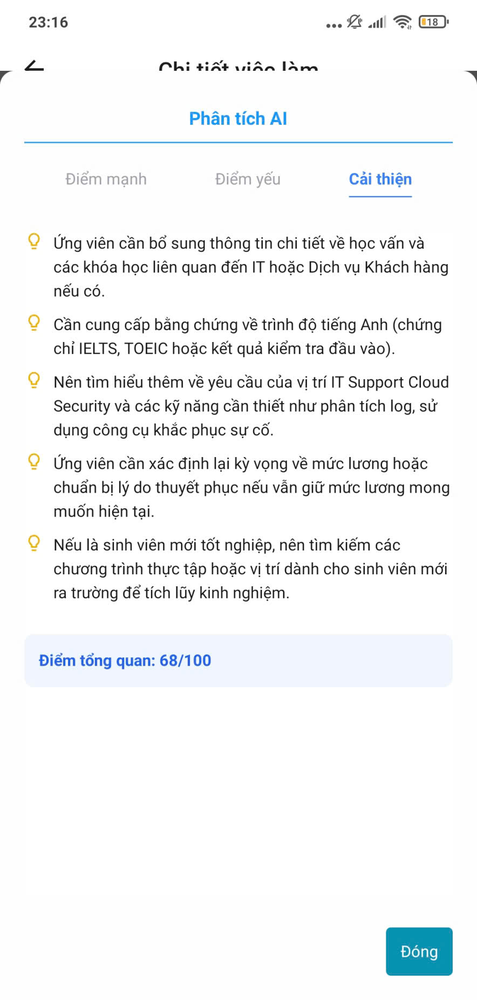 23:16
18
Chi tiết việc làm
Phân tích AI
Điểm mạnh
Điểm yếu
Cải thiện
Ứng viên cần bổ sung thông tin chi tiết về học vấn và
các khóa học liên quan đến IT hoặc Dịch vụ Khách hàng
nếu có.
Cần cung cấp bằng chứng về trình độ tiếng Anh (chứng
chỉ IELTS, TOEIC hoặc kết quả kiểm tra đầu vào).
Nên tìm hiểu thêm về yêu cầu của vị trí IT Support Cloud
Security và các kỹ năng cần thiết như phân tích log, sử
dụng công cụ khắc phục sự cố.
Ứng viên cần xác định lại kỳ vọng về mức lương hoặc
chuẩn bị lý do thuyết phục nếu vẫn giữ mức lương mong
muốn hiện tại.
Nếu là sinh viên mới tốt nghiệp, nên tìm kiếm các
chương trình thực tập hoặc vị trí dành cho sinh viên mới
ra trường để tích lũy kinh nghiệm.
Điểm tổng quan: 68/100
Đóng